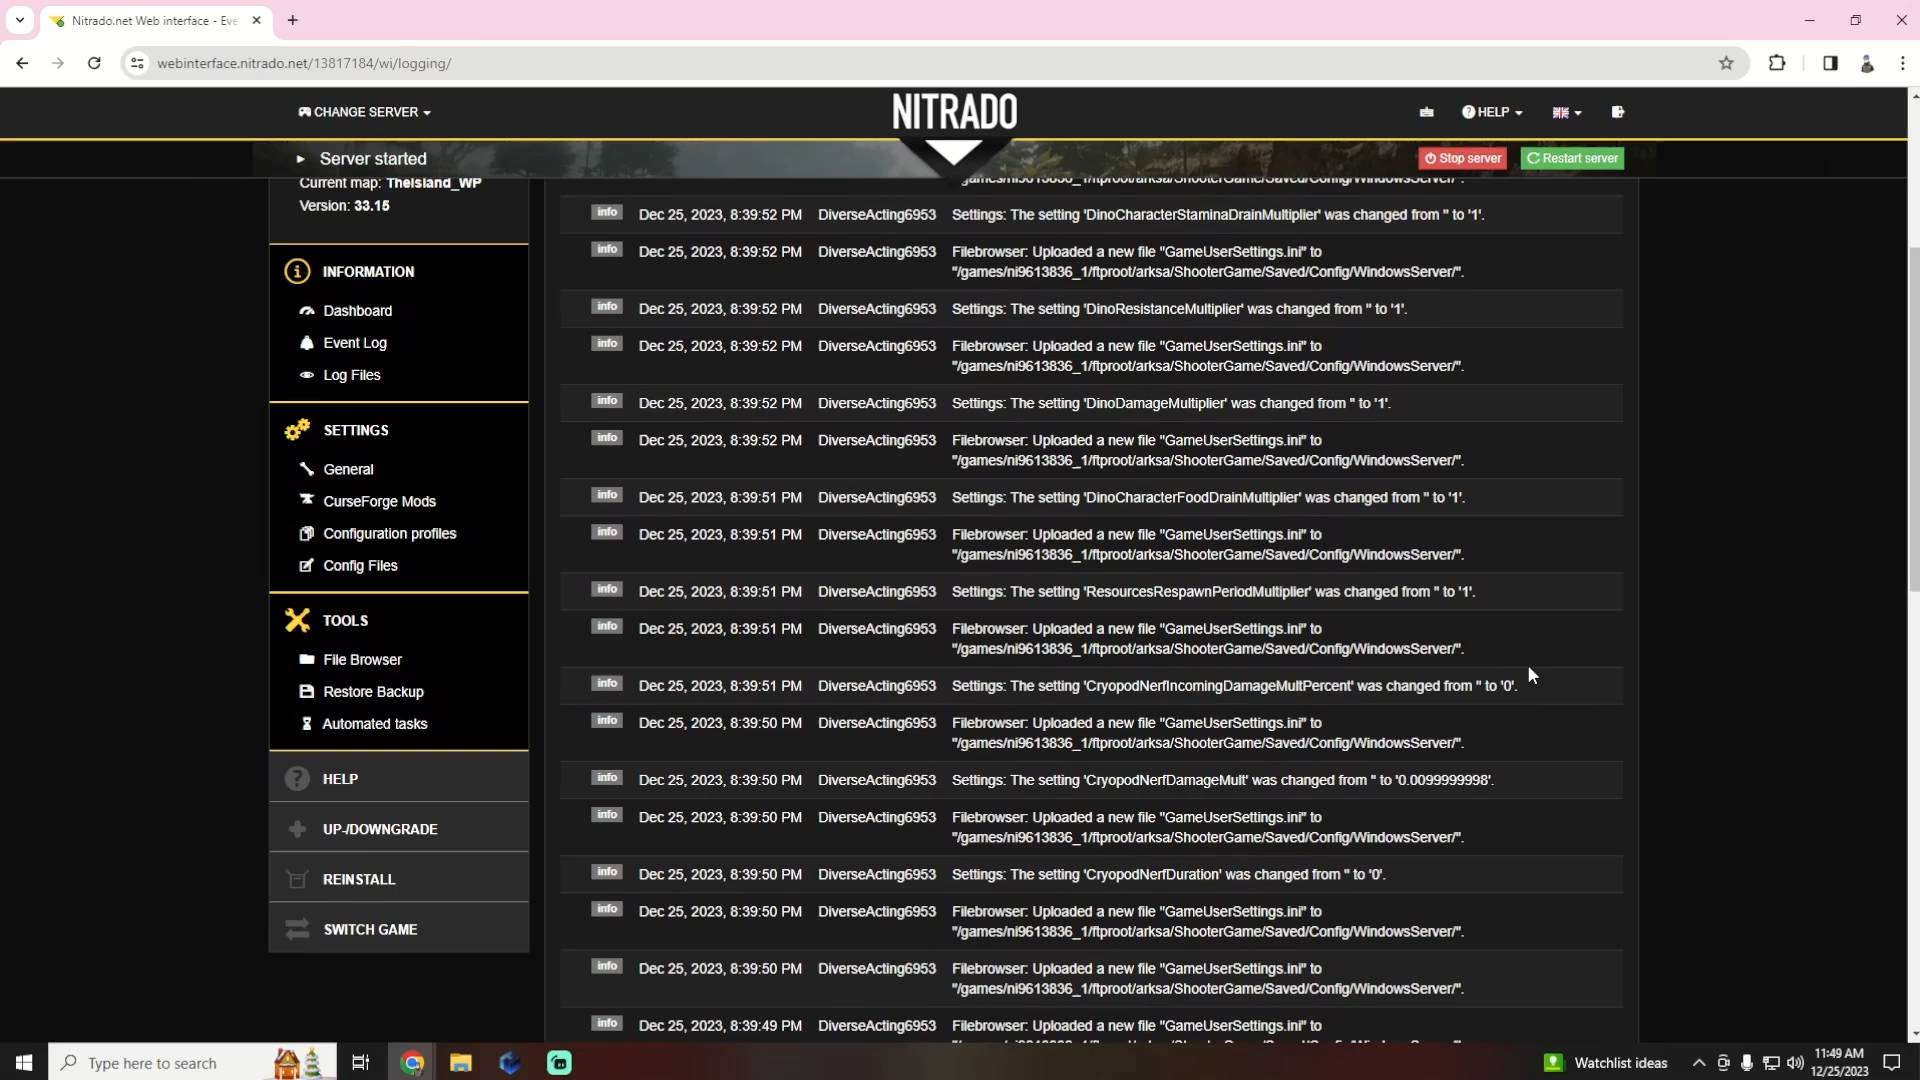 Nitrado.net Web interface - Eve
webinterface.nitrado.net/13817184/wi/logging/
CHANGE SERVER
NITRADO
HELP
Server started
Stop server
Restart server
Current map: TheIsland_WP
Version: 33.15
INFORMATION
Dashboard
Event Log
Log Files
SETTINGS
General
CurseForge Mods
Configuration profiles
Config Files
TOOLS
File Browser
Restore Backup
Automated tasks
HELP
UP-/DOWNGRADE
REINSTALL
SWITCH GAME
"/games/ni9613836_1/ftproot/arksa/ShooterGame/Saved/Config/WindowsServer/".
info Dec 25, 2023, 8:39:52 PM DiverseActing6953 Settings: The setting 'DinoCharacterStaminaDrainMultiplier' was changed from '' to '1'.
info Dec 25, 2023, 8:39:52 PM DiverseActing6953 Filebrowser: Uploaded a new file "GameUserSettings.ini" to
"/games/ni9613836_1/ftproot/arksa/ShooterGame/Saved/Config/WindowsServer/".
info Dec 25, 2023, 8:39:52 PM DiverseActing6953 Settings: The setting 'DinoResistanceMultiplier' was changed from '' to '1'.
info Dec 25, 2023, 8:39:52 PM DiverseActing6953 Filebrowser: Uploaded a new file "GameUserSettings.ini" to
"/games/ni9613836_1/ftproot/arksa/ShooterGame/Saved/Config/WindowsServer/".
info Dec 25, 2023, 8:39:52 PM DiverseActing6953 Settings: The setting 'DinoDamageMultiplier' was changed from '' to '1'.
info Dec 25, 2023, 8:39:52 PM DiverseActing6953 Filebrowser: Uploaded a new file "GameUserSettings.ini" to
"/games/ni9613836_1/ftproot/arksa/ShooterGame/Saved/Config/WindowsServer/".
info Dec 25, 2023, 8:39:51 PM DiverseActing6953 Settings: The setting 'DinoCharacterFoodDrainMultiplier' was changed from '' to '1'.
info Dec 25, 2023, 8:39:51 PM DiverseActing6953 Filebrowser: Uploaded a new file "GameUserSettings.ini" to
"/games/ni9613836_1/ftproot/arksa/ShooterGame/Saved/Config/WindowsServer/".
info Dec 25, 2023, 8:39:51 PM DiverseActing6953 Settings: The setting 'ResourcesRespawnPeriodMultiplier' was changed from '' to '1'.
info Dec 25, 2023, 8:39:51 PM DiverseActing6953 Filebrowser: Uploaded a new file "GameUserSettings.ini" to
"/games/ni9613836_1/ftproot/arksa/ShooterGame/Saved/Config/WindowsServer/".
info Dec 25, 2023, 8:39:51 PM DiverseActing6953 Settings: The setting 'CryopodNerfIncomingDamageMultPercent' was changed from '' to '0'.
info Dec 25, 2023, 8:39:50 PM DiverseActing6953 Filebrowser: Uploaded a new file "GameUserSettings.ini" to
"/games/ni9613836_1/ftproot/arksa/ShooterGame/Saved/Config/WindowsServer/".
info Dec 25, 2023, 8:39:50 PM DiverseActing6953 Settings: The setting 'CryopodNerfDamageMult' was changed from '' to '0.0099999998'.
info Dec 25, 2023, 8:39:50 PM DiverseActing6953 Filebrowser: Uploaded a new file "GameUserSettings.ini" to
"/games/ni9613836_1/ftproot/arksa/ShooterGame/Saved/Config/WindowsServer/".
info Dec 25, 2023, 8:39:50 PM DiverseActing6953 Settings: The setting 'CryopodNerfDuration' was changed from '' to '0'.
info Dec 25, 2023, 8:39:50 PM DiverseActing6953 Filebrowser: Uploaded a new file "GameUserSettings.ini" to
"/games/ni9613836_1/ftproot/arksa/ShooterGame/Saved/Config/WindowsServer/".
info Dec 25, 2023, 8:39:50 PM DiverseActing6953 Filebrowser: Uploaded a new file "GameUserSettings.ini" to
"/games/ni9613836_1/ftproot/arksa/ShooterGame/Saved/Config/WindowsServer/".
info Dec 25, 2023, 8:39:49 PM DiverseActing6953 Filebrowser: Uploaded a new file "GameUserSettings.ini" to
Type here to search
Watchlist ideas
11:49 AM
12/25/2023